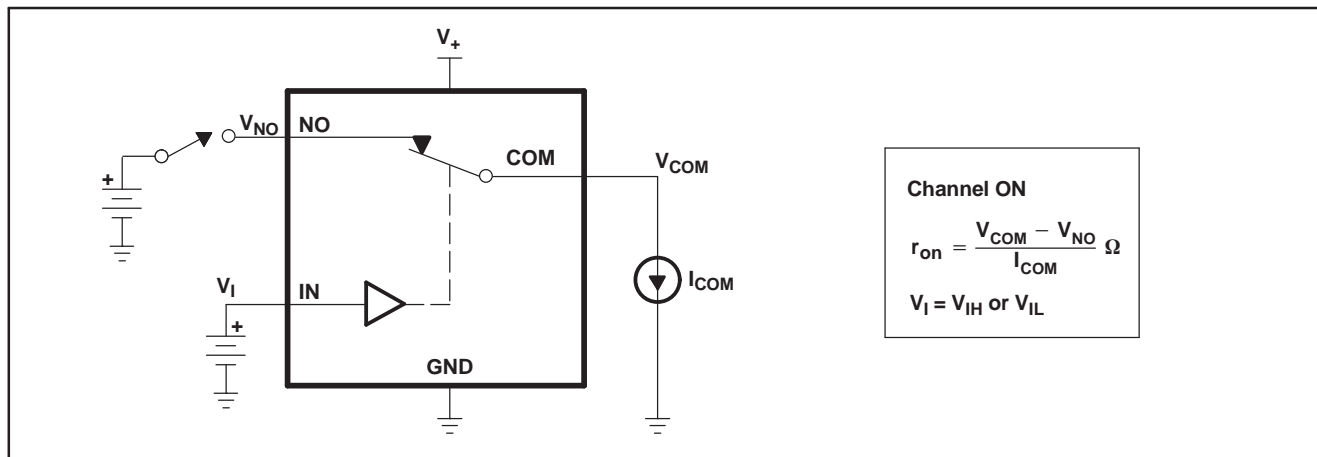 V+
VNO NO
COM
VCOM
+
VI IN
+
ICOM
GND
Channel ON
ron = VCOM − VNO / ICOM Ω
VI = VIH or VIL